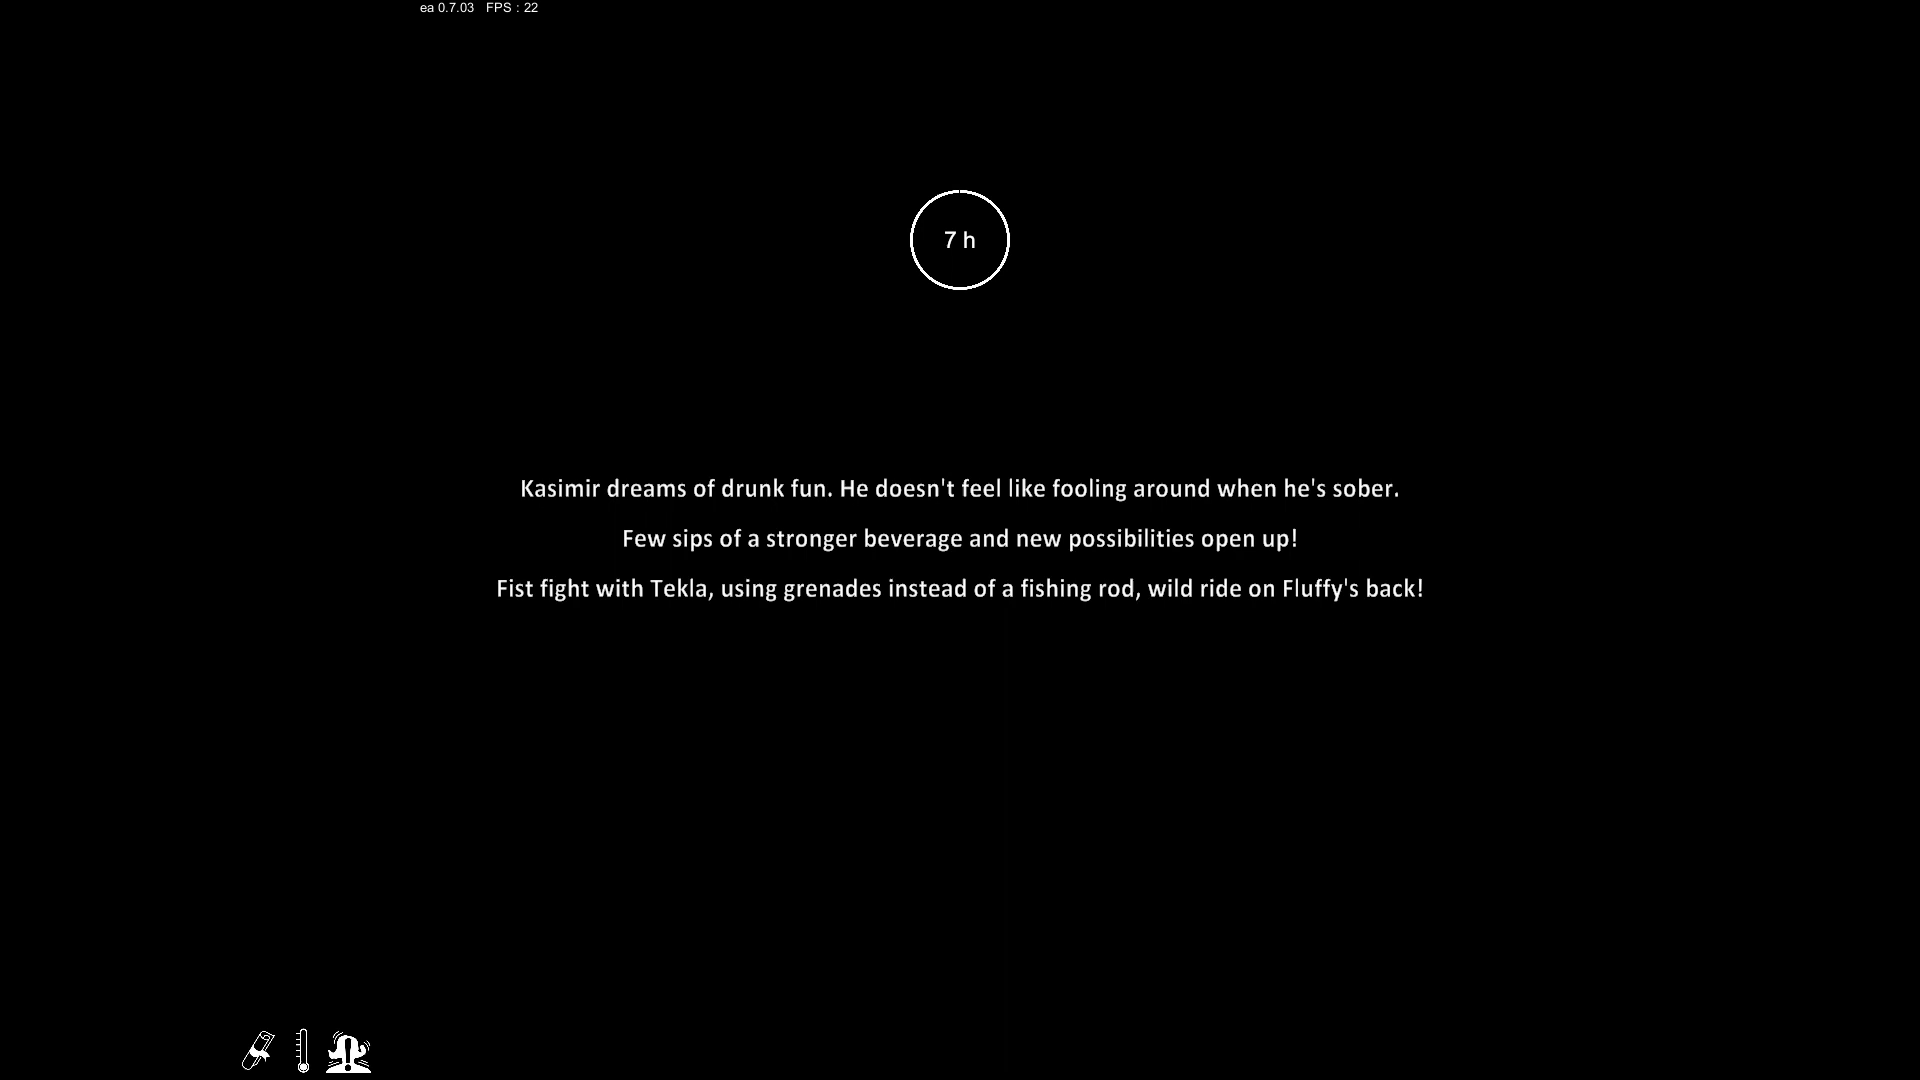 ea 0.7.03 FPS : 22
7 h
Kasimir dreams of drunk fun. He doesn't feel like fooling around when he's sober.
Few sips of a stronger beverage and new possibilities open up!
Fist fight with Tekla, using grenades instead of a fishing rod, wild ride on Fluffy's back!